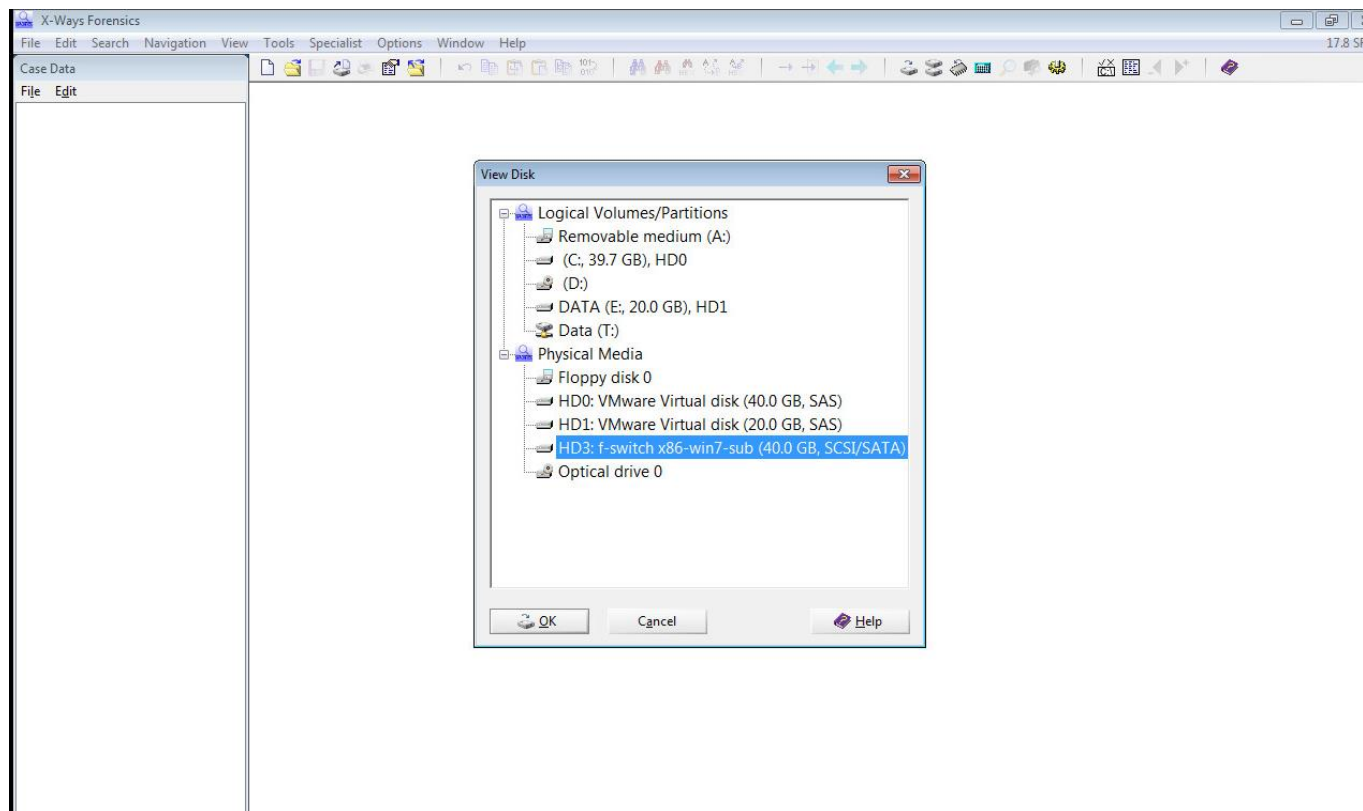 X-Ways Forensics
File Edit Search Navigation View Tools Specialist Options Window Help
17.8
Case Data
File Edit
View Disk
Logical Volumes/Partitions
Removable medium (A:)
(C:, 39.7 GB), HD0
(D:)
DATA (E:, 20.0 GB), HD1
Data (T:)
Physical Media
Floppy disk 0
HD0: VMware Virtual disk (40.0 GB, SAS)
HD1: VMware Virtual disk (20.0 GB, SAS)
HD3: f-switch x86-win7-sub (40.0 GB, SCSI/SATA)
Optical drive 0
OK Cancel Help